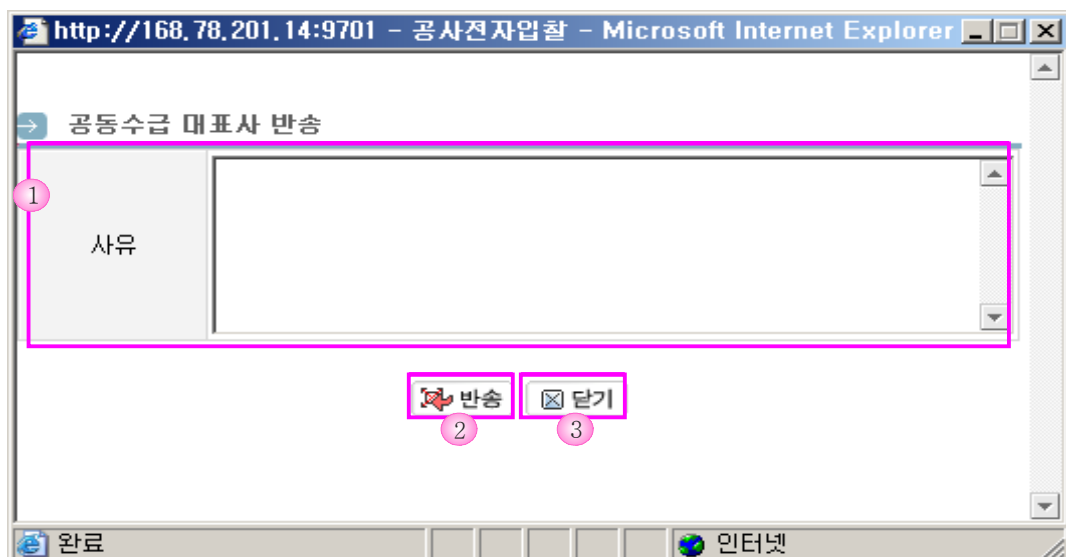 http://168.78.201.14:9701 - 공사전자입찰 - Microsoft Internet Explorer
공동수급 대표사 반송
1
사유
반송 닫기
2 3
완료 인터넷